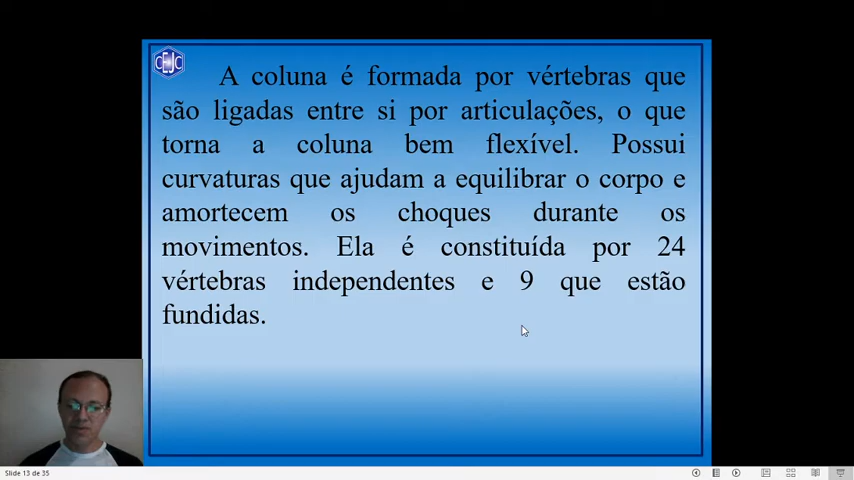 CEJC
A coluna é formada por vértebras que
são ligadas entre si por articulações, o que
torna a coluna bem flexível. Possui
curvaturas que ajudam a equilibrar o corpo e
amortecem os choques durante os
movimentos. Ela é constituída por 24
vértebras independentes e 9 que estão
fundidas.
Slide 13 de 35